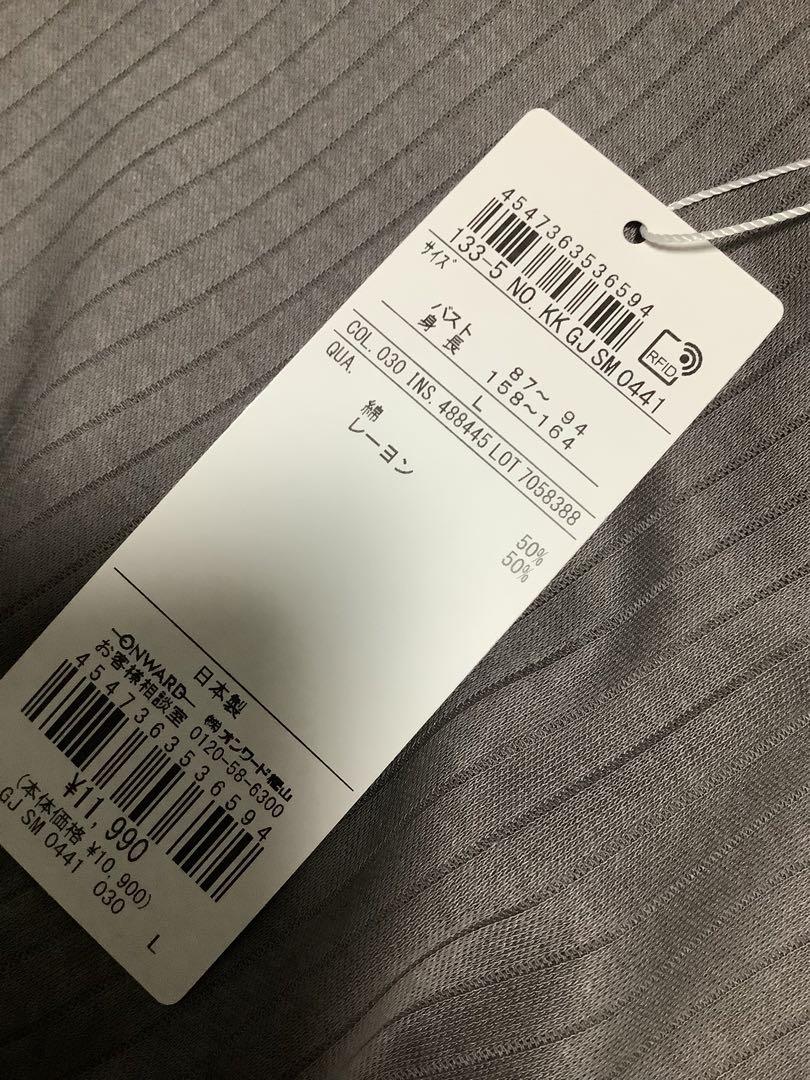 4547363536594
133-5 NO. KK GJ SM 0441
RFID
サイズ
バスト 87～ 94
身長 158～164
L
COL. 030 INS. 488445 LOT 7058388
QUA.
綿 50%
レーヨン 50%
日本製
ONWARD ㈱オンワード樫山
お客様相談室 0120-58-6300
4547363536594
¥11,990
(本体価格 ¥10,900)
GJ SM 0441 030 L